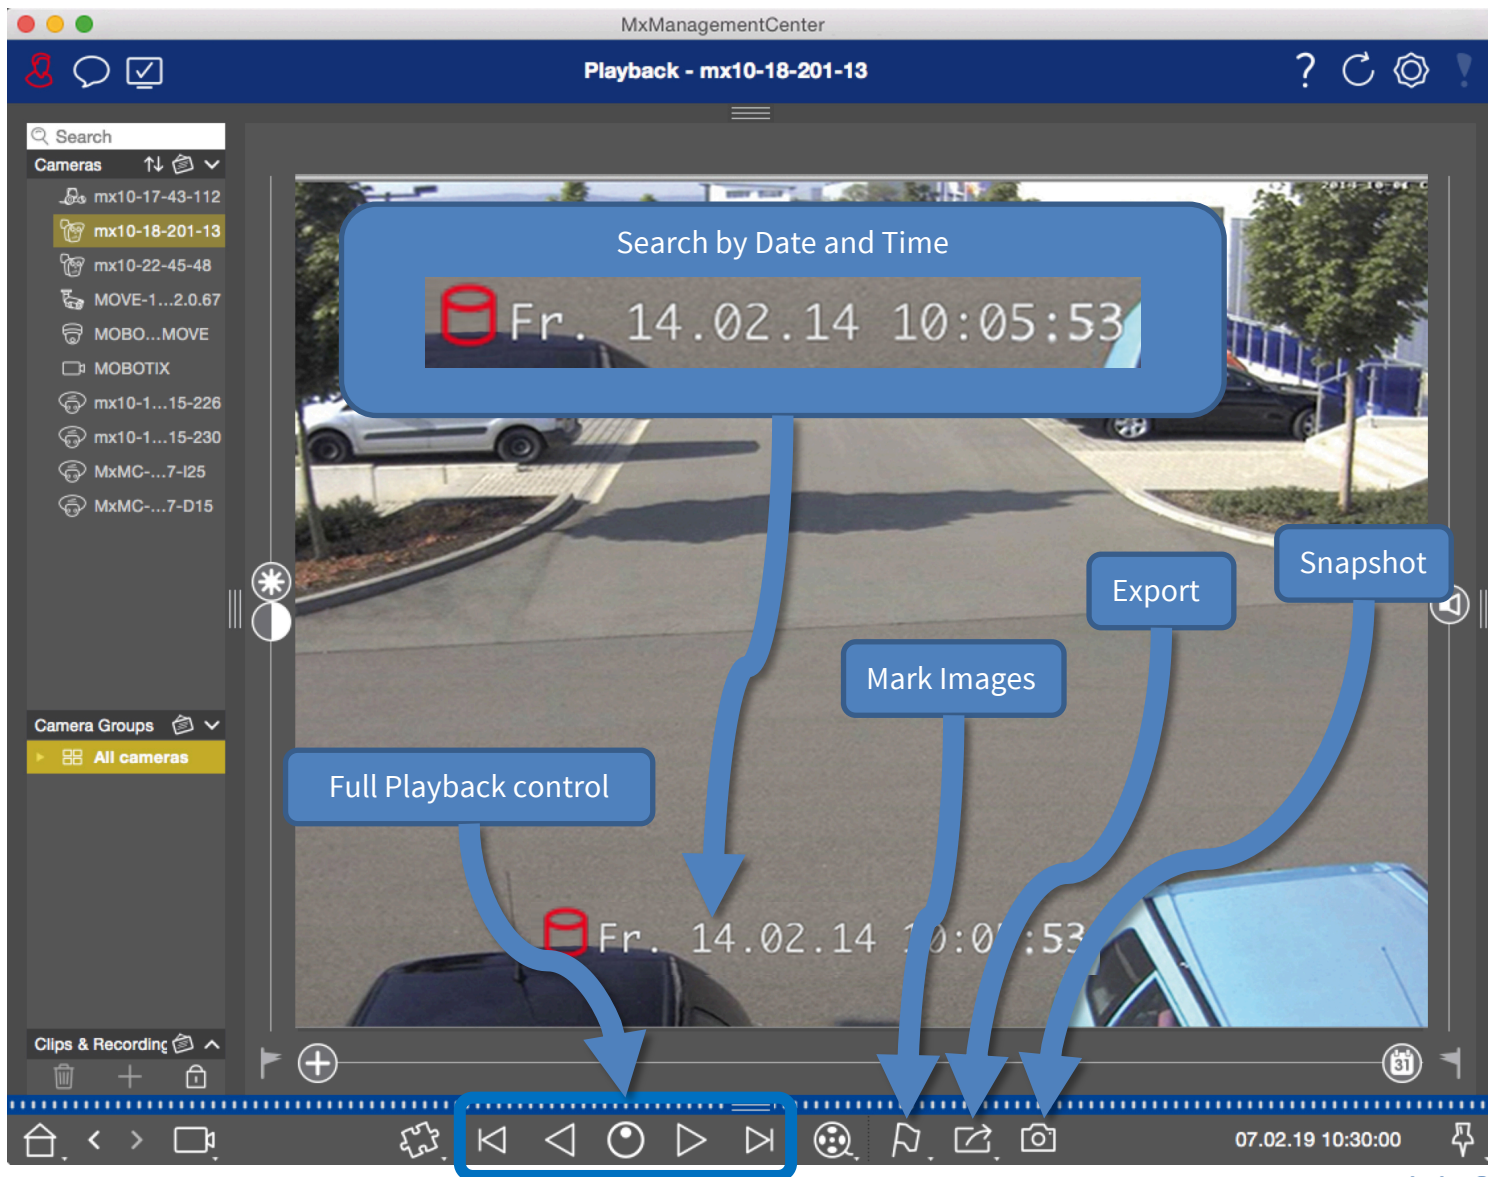 MxManagementCenter
Playback - mx10-18-201-13
Search
Cameras
mx10-17-43-112
mx10-18-201-13
mx10-22-45-48
MOVE-1...2.0.67
MOBO...MOVE
MOBOTIX
mx10-1...15-226
mx10-1...15-230
MxMC-...7-I25
MxMC-...7-D15
Search by Date and Time
Fr. 14.02.14 10:05:53
Snapshot
Export
Mark Images
Camera Groups
All cameras
Full Playback control
Fr. 14.02.14 10:05:53
Clips & Recording
31
07.02.19 10:30:00